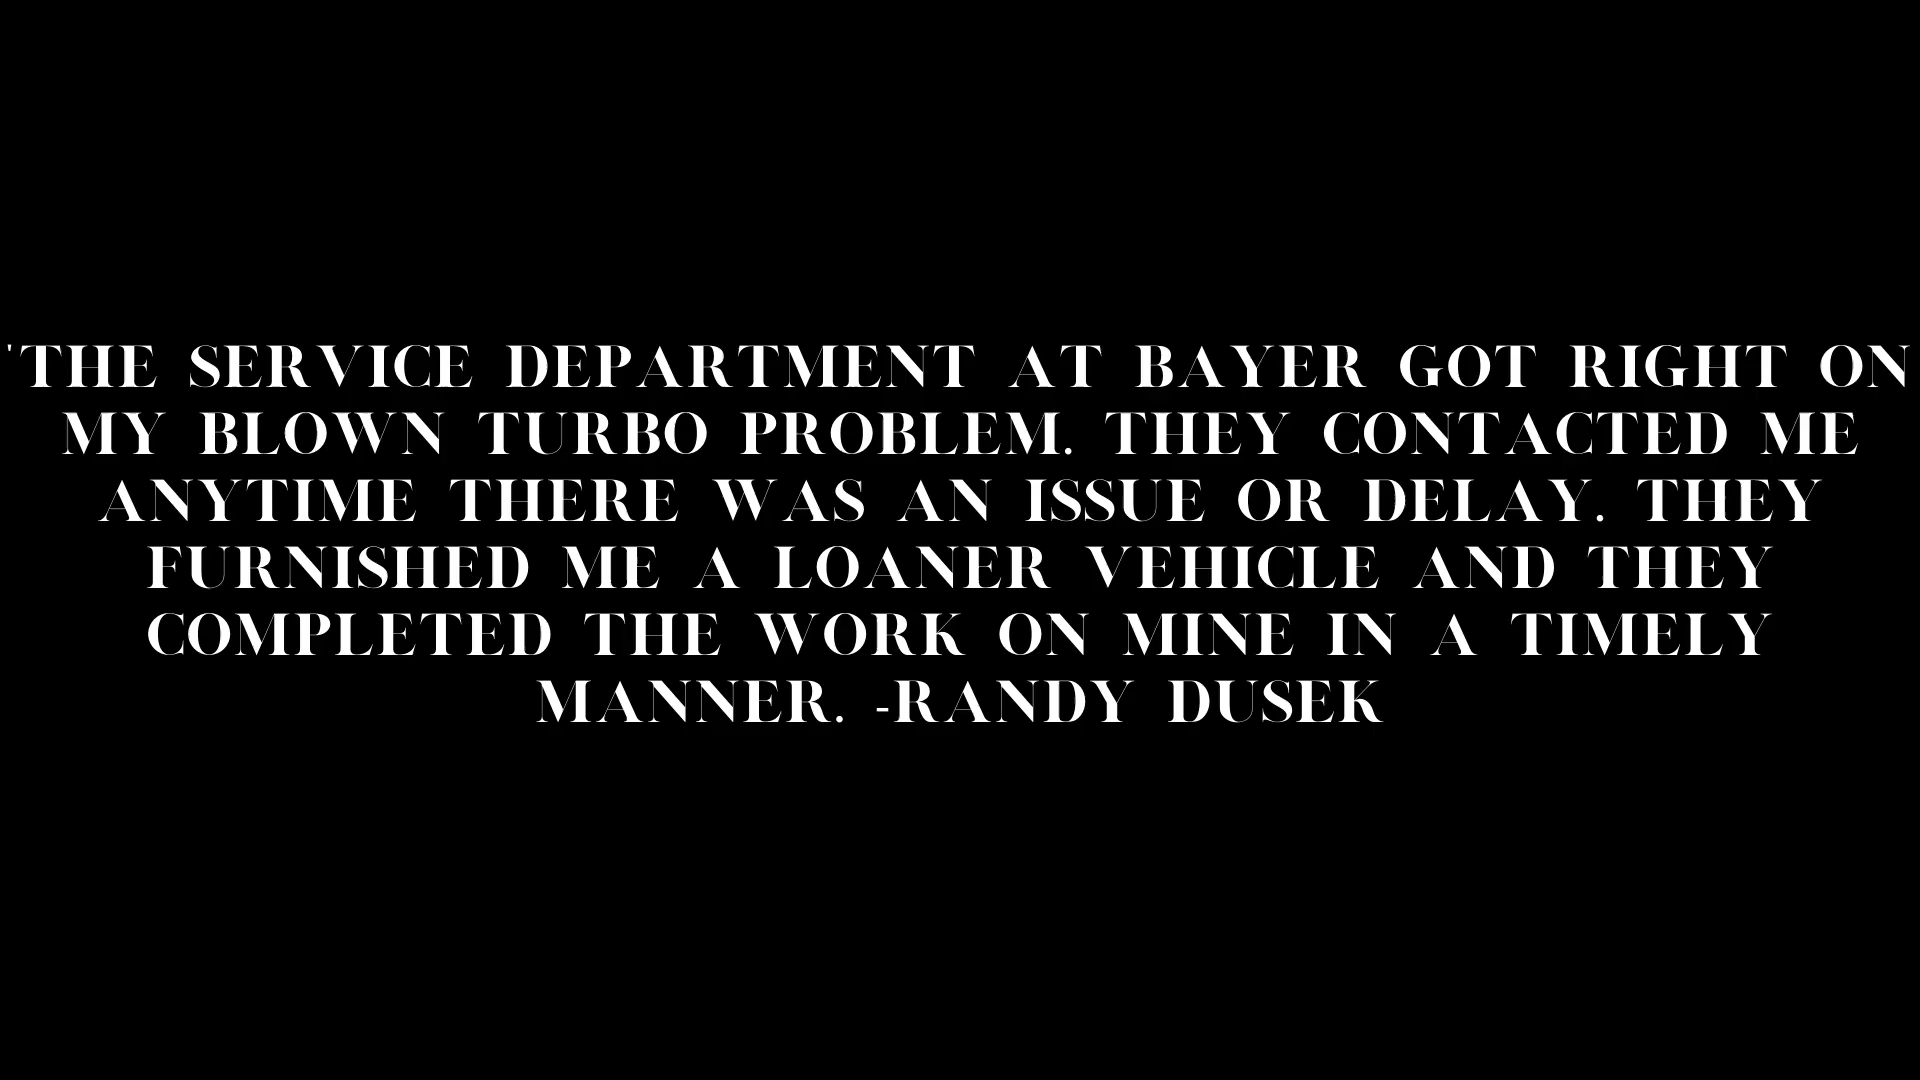 'THE SERVICE DEPARTMENT AT BAYER GOT RIGHT ON
MY BLOWN TURBO PROBLEM. THEY CONTACTED ME
ANYTIME THERE WAS AN ISSUE OR DELAY. THEY
FURNISHED ME A LOANER VEHICLE AND THEY
COMPLETED THE WORK ON MINE IN A TIMELY
MANNER. -RANDY DUSEK